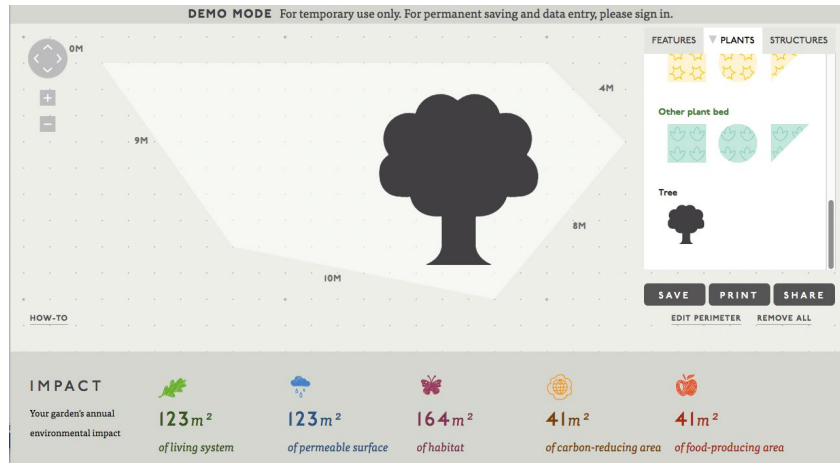 DEMO MODE For temporary use only. For permanent saving and data entry, please sign in.
0M
4M
9M
8M
10M
HOW-TO
FEATURES PLANTS STRUCTURES
Other plant bed
Tree
SAVE PRINT SHARE
EDIT PERIMETER REMOVE ALL
IMPACT
Your garden's annual
environmental impact
123m²
of living system
123m²
of permeable surface
164m²
of habitat
41m²
of carbon-reducing area
41m²
of food-producing area